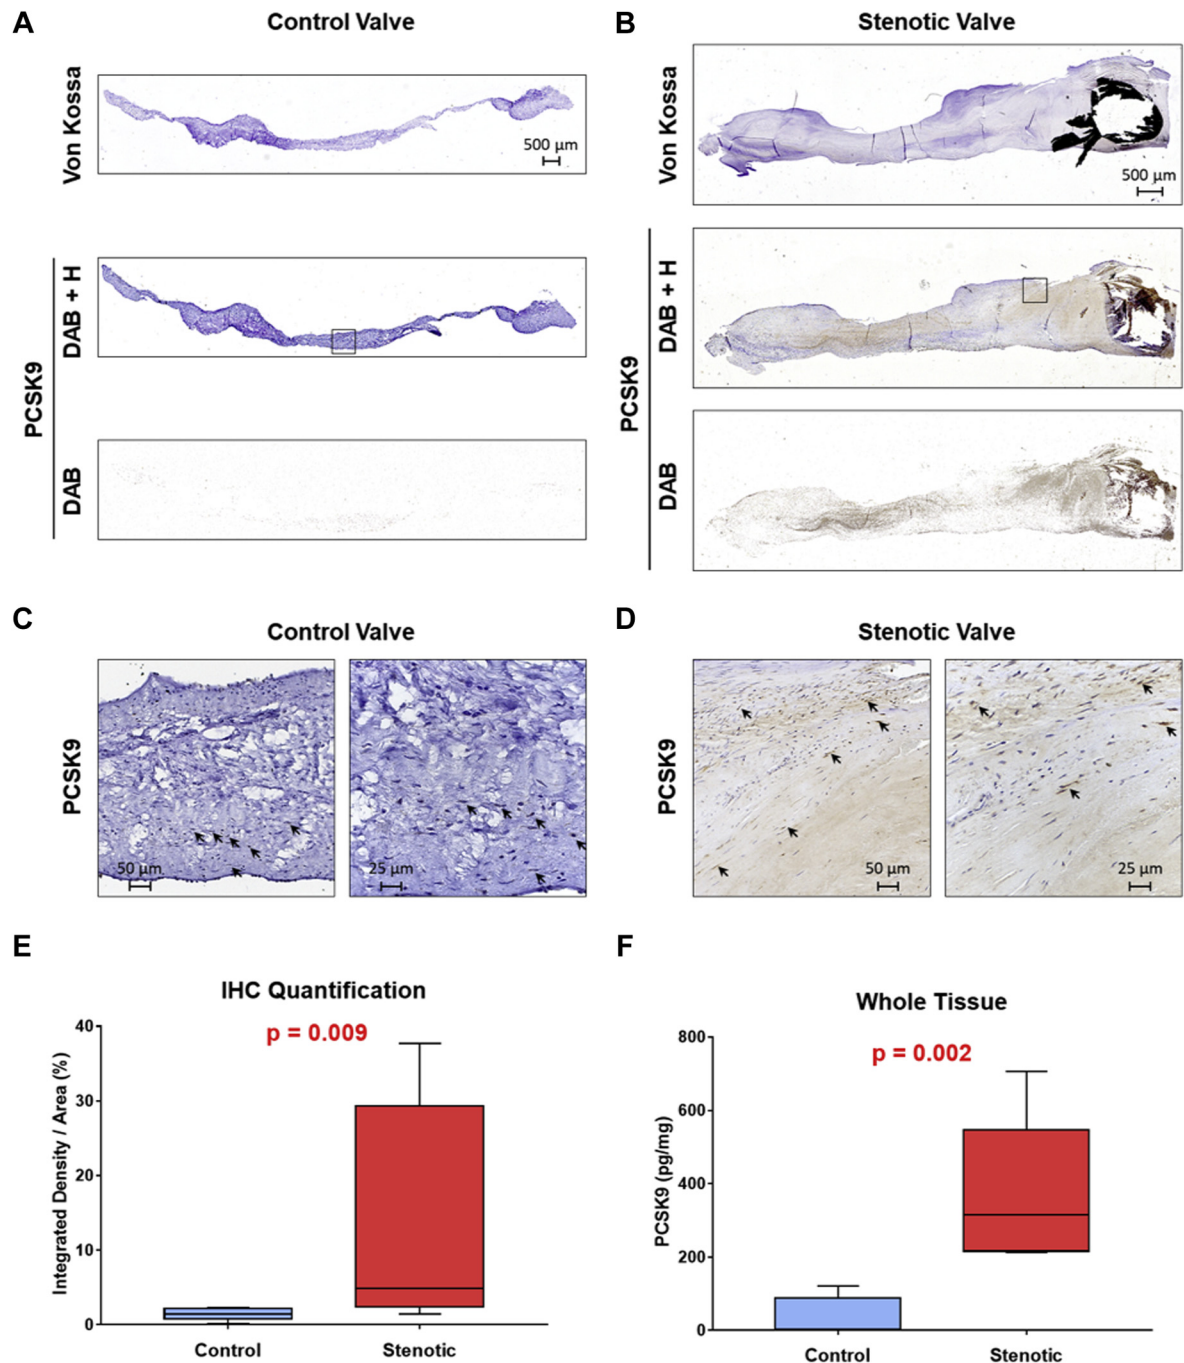 A
Control Valve
Von Kossa
500 µm
PCSK9
DAB + H
DAB
B
Stenotic Valve
Von Kossa
500 µm
PCSK9
DAB + H
DAB
C
Control Valve
PCSK9
50 µm
25 µm
D
Stenotic Valve
PCSK9
50 µm
25 µm
E
IHC Quantification
p = 0.009
Integrated Density / Area (%)
40
30
20
10
0
Control
Stenotic
F
Whole Tissue
p = 0.002
PCSK9 (pg/mg)
800
600
400
200
0
Control
Stenotic